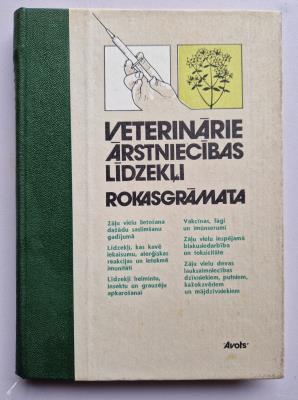 VETERINĀRIE
ĀRSTNIECĪBAS
LĪDZEKĻI
ROKASGRĀMATA
Zāļu vielu lietošana
dažādu saslimšanu
gadījumā
Līdzekļi, kas kavē
iekaisumu, alerģiskas
reakcijas un ietekmē
imunitāti
Līdzekļi helmintu,
insektu un grauzēju
apkarošanai
Vakcīnas, fāgi
un imūnserumi
Zāļu vielu iespējamā
blakusiedarbība
un toksicitāte
Zāļu vielu devas
lauksaimniecības
dzīvniekiem, putniem,
kažokzvēriem
un mājdzīvniekiem
Avots